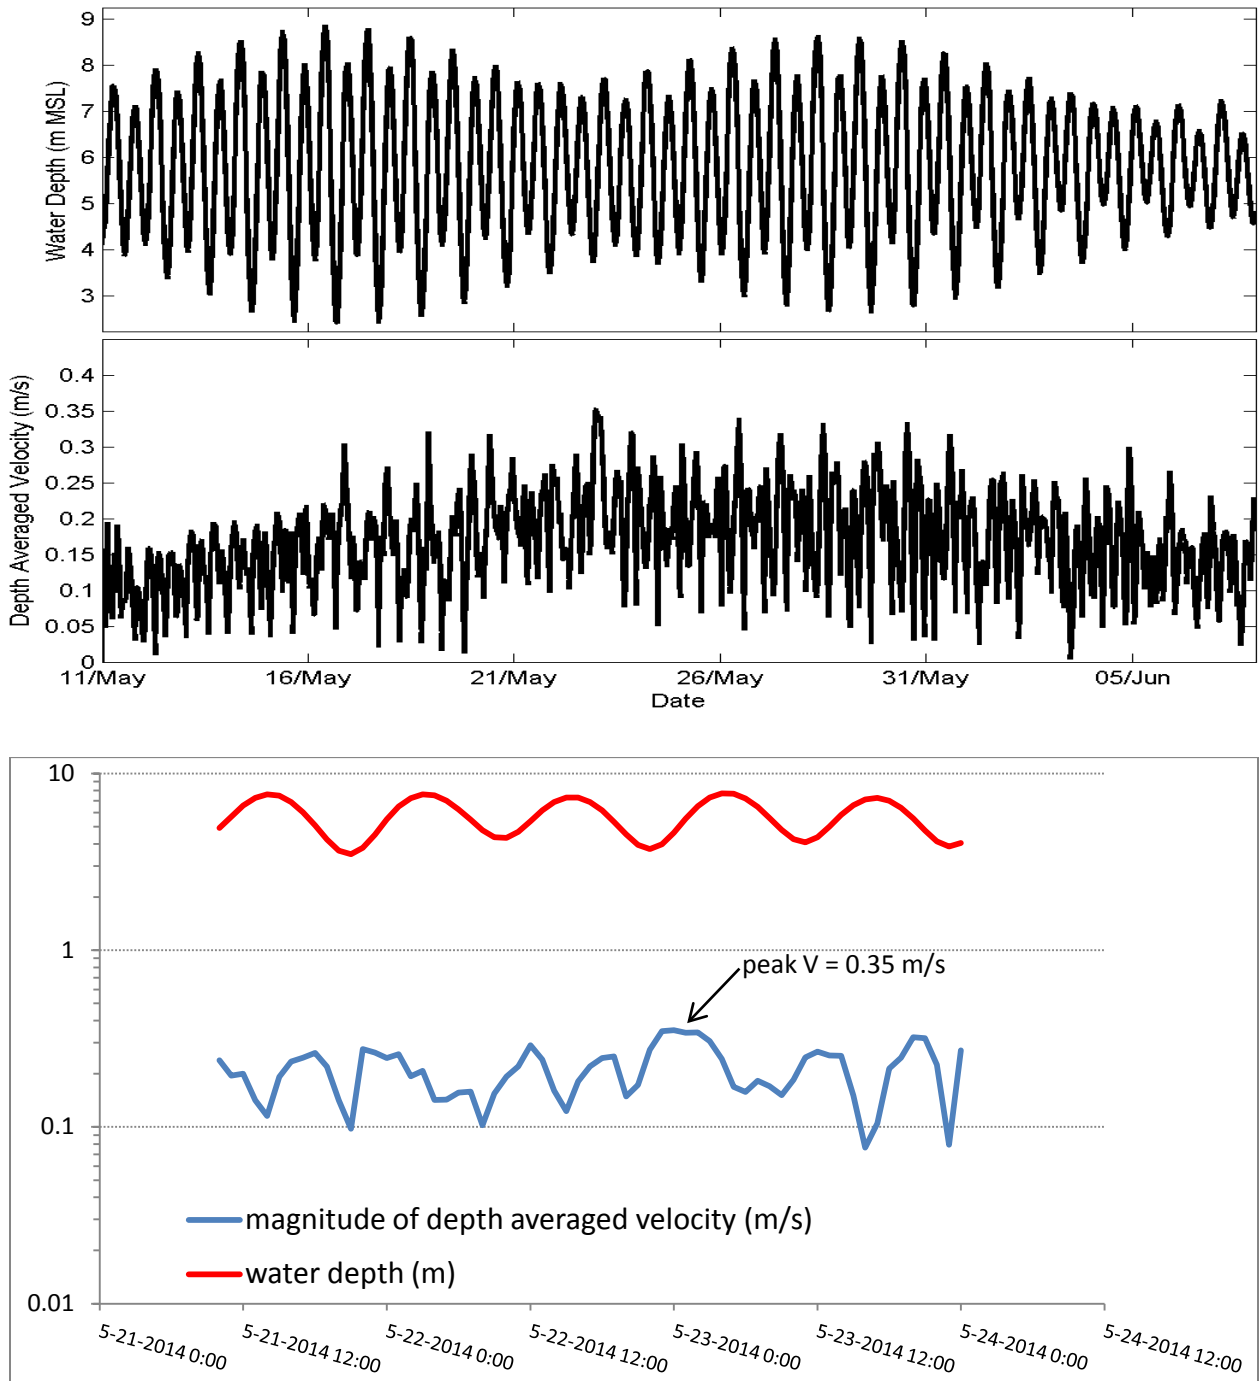 9
8
7
6
5
4
3
Water Depth (m MSL)
0.4
0.35
0.3
0.25
0.2
0.15
0.1
0.05
0
Depth Averaged Velocity (m/s)
11/May 16/May 21/May 26/May 31/May 05/Jun
Date
10
1
0.1
0.01
peak V = 0.35 m/s
magnitude of depth averaged velocity (m/s)
water depth (m)
5-21-2014 0:00 5-21-2014 12:00 5-22-2014 0:00 5-22-2014 12:00 5-23-2014 0:00 5-23-2014 12:00 5-24-2014 0:00 5-24-2014 12:00